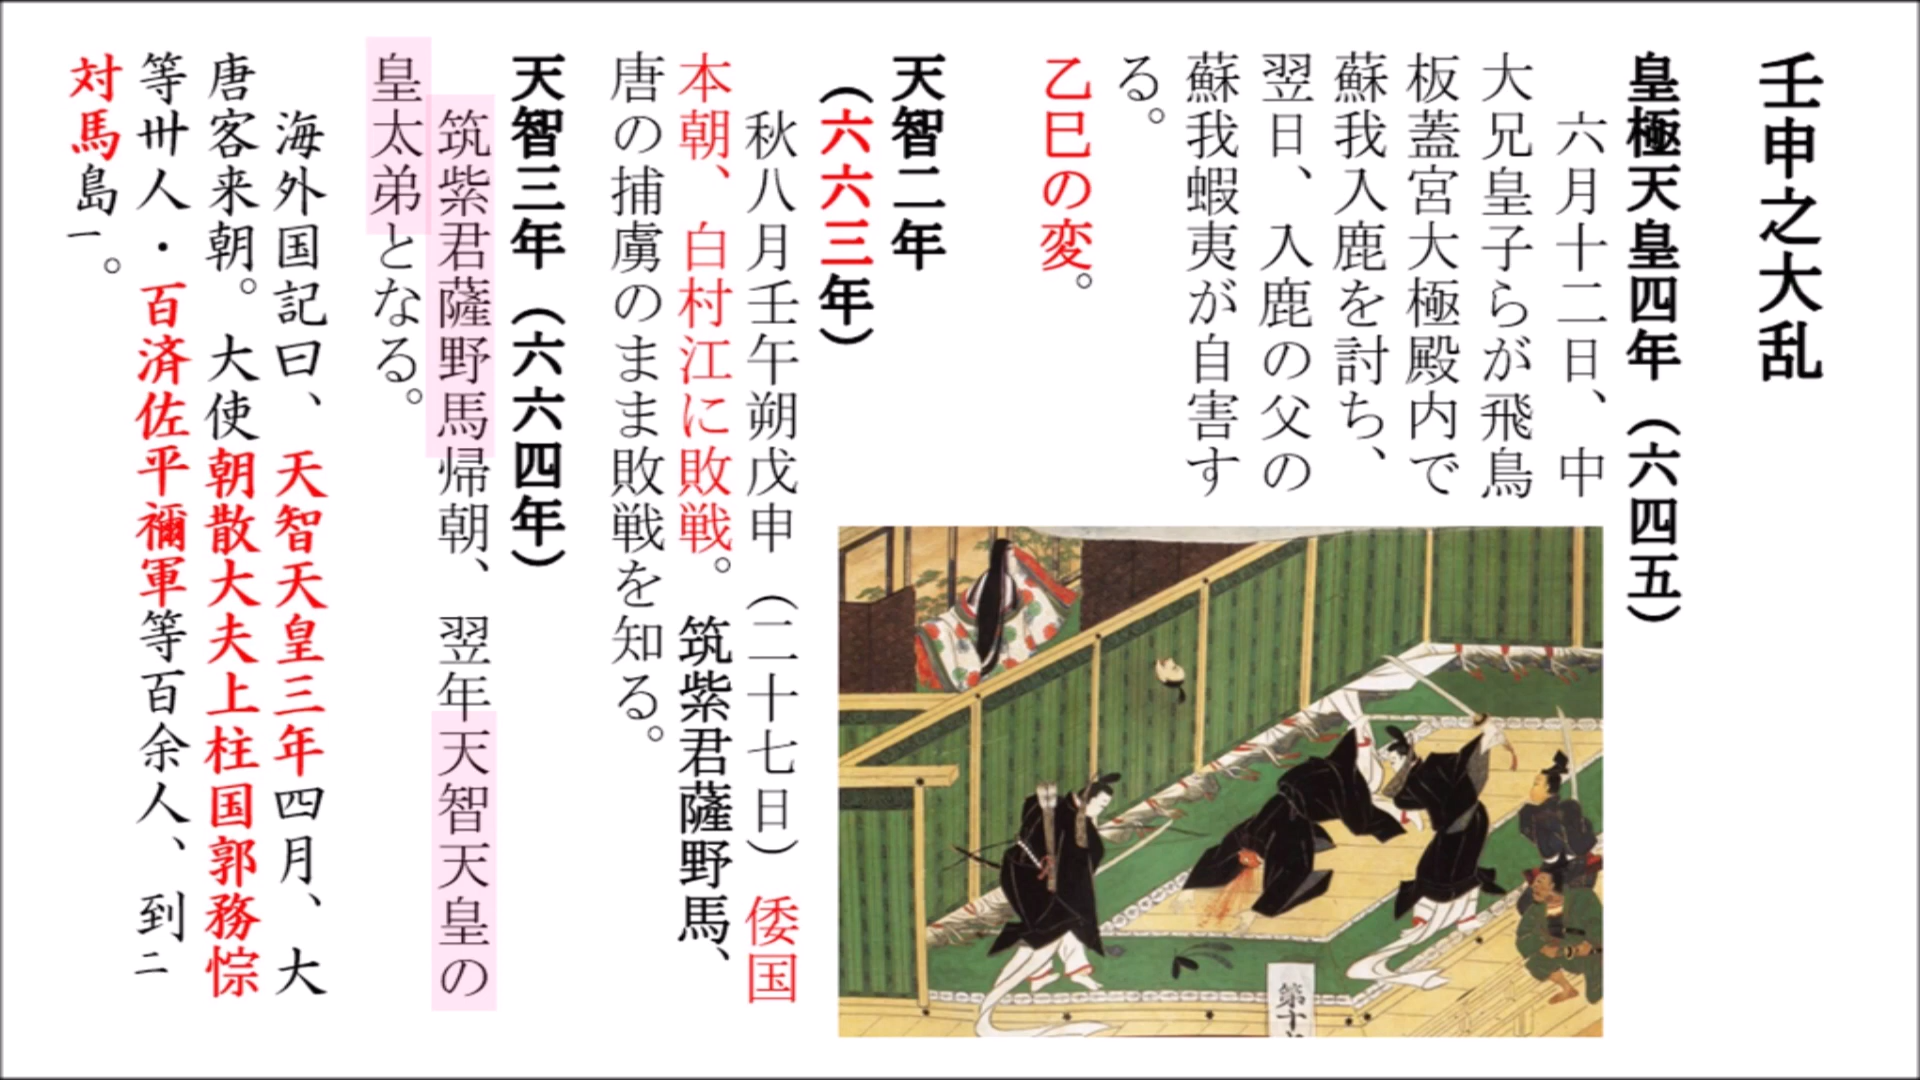 壬申之大乱
皇極天皇四年（六四五）
六月十二日、中
大兄皇子らが飛鳥
板蓋宮大極殿内で
蘇我入鹿を討ち、
翌日、入鹿の父の
蘇我蝦夷が自害す
る。
乙巳の変。
天智二年
（六六三年）
秋八月壬午朔戊申（二十七日）倭国
本朝、白村江に敗戦。筑紫君薩野馬、
唐の捕虜のまま敗戦を知る。
天智三年（六六四年）
筑紫君薩野馬帰朝、翌年天智天皇の
皇太弟となる。
海外国記曰、天智天皇三年四月、大
唐客来朝。大使朝散大夫上柱国郭務悰
等卅人・百済佐平禰軍等百余人、到二
対馬島一。